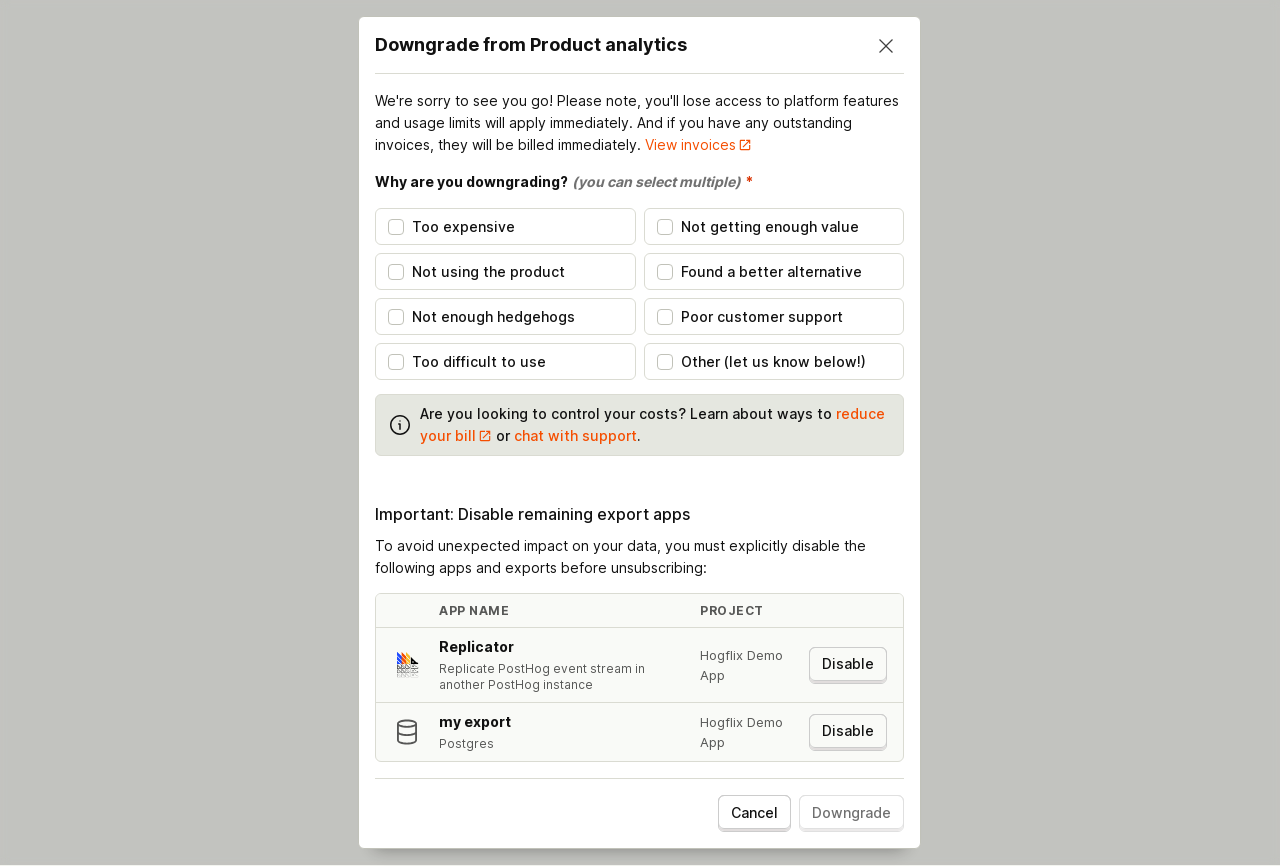 Downgrade from Product analytics
We're sorry to see you go! Please note, you'll lose access to platform features
and usage limits will apply immediately. And if you have any outstanding
invoices, they will be billed immediately. View invoices
Why are you downgrading? (you can select multiple) *
Too expensive
Not getting enough value
Not using the product
Found a better alternative
Not enough hedgehogs
Poor customer support
Too difficult to use
Other (let us know below!)
Are you looking to control your costs? Learn about ways to reduce
your bill or chat with support.
Important: Disable remaining export apps
To avoid unexpected impact on your data, you must explicitly disable the
following apps and exports before unsubscribing:
APP NAME
PROJECT
Replicator
Replicate PostHog event stream in
another PostHog instance
Hogflix Demo
App
Disable
my export
Postgres
Hogflix Demo
App
Disable
Cancel
Downgrade